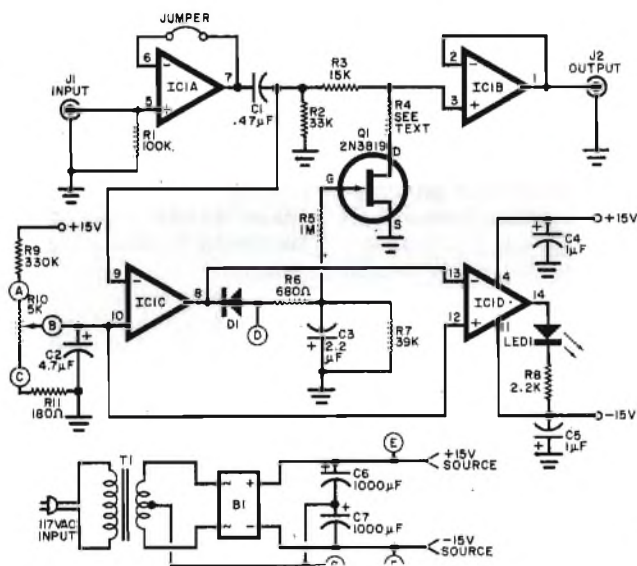 JUMPER
6
-
IC1A
7
5
+
J1
INPUT
R1
100K
C1
.47µF
R2
33K
R3
15K
R4
SEE
TEXT
Q1
2N3819
D
G
S
2
-
IC1B
1
3
+
J2
OUTPUT
R5
1M
+15V
R9
330K
A
R10
5K
B
C
R11
180Ω
+
C2
4.7µF
9
-
IC1C
8
10
+
D1
D
R6
680Ω
+
C3
2.2
µF
R7
39K
13
-
IC1D
4
14
12
+
11
LED1
R8
2.2K
+15V
+
C4
1µF
-15V
C5
1µF
+
117VAC
INPUT
T1
~
~
B1
+
-
+
C6
1000µF
+
C7
1000µF
E
+15V
SOURCE
-15V
SOURCE